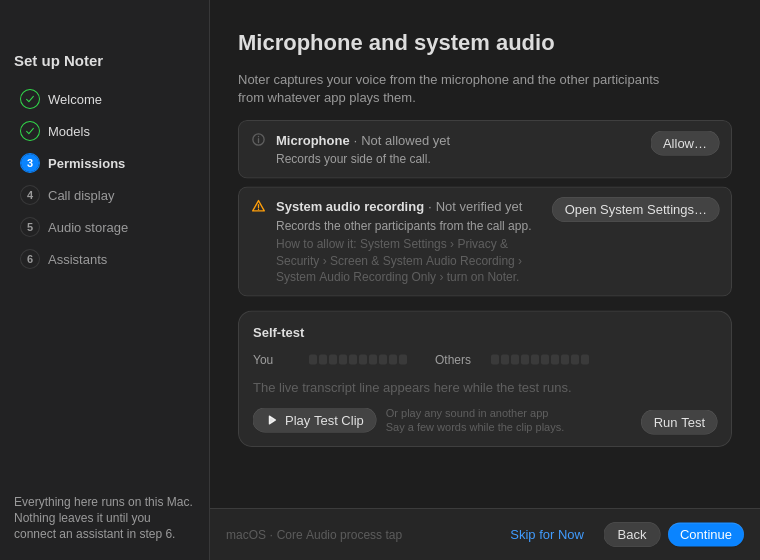 Set up Noter
Welcome
Models
3 Permissions
4 Call display
5 Audio storage
6 Assistants
Everything here runs on this Mac.
Nothing leaves it until you
connect an assistant in step 6.
Microphone and system audio
Noter captures your voice from the microphone and the other participants
from whatever app plays them.
Microphone · Not allowed yet
Records your side of the call.
Allow…
System audio recording · Not verified yet
Records the other participants from the call app.
How to allow it: System Settings › Privacy &
Security › Screen & System Audio Recording ›
System Audio Recording Only › turn on Noter.
Open System Settings…
Self-test
You
Others
The live transcript line appears here while the test runs.
Play Test Clip
Or play any sound in another app
Say a few words while the clip plays.
Run Test
macOS · Core Audio process tap
Skip for Now
Back
Continue